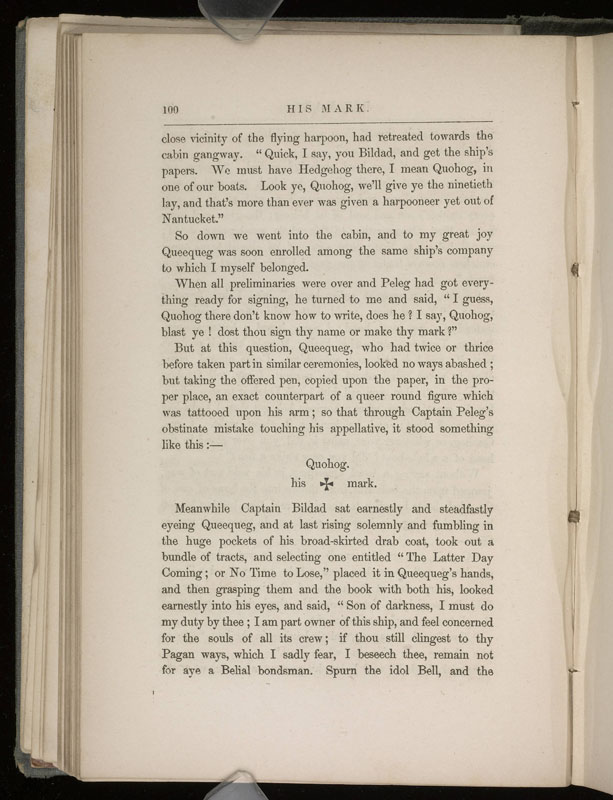 100 HIS MARK.
close vicinity of the flying harpoon, had retreated towards the
cabin gangway. “Quick, I say, you Bildad, and get the ship’s
papers. We must have Hedgehog there, I mean Quohog, in
one of our boats. Look ye, Quohog, we’ll give ye the ninetieth
lay, and that’s more than ever was given a harpooneer yet out of
Nantucket.”
So down we went into the cabin, and to my great joy
Queequeg was soon enrolled among the same ship’s company
to which I myself belonged.
When all preliminaries were over and Peleg had got every-
thing ready for signing, he turned to me and said, “I guess,
Quohog there don’t know how to write, does he? I say, Quohog,
blast ye! dost thou sign thy name or make thy mark?”
But at this question, Queequeg, who had twice or thrice
before taken part in similar ceremonies, looked no ways abashed;
but taking the offered pen, copied upon the paper, in the pro-
per place, an exact counterpart of a queer round figure which
was tattooed upon his arm; so that through Captain Peleg’s
obstinate mistake touching his appellative, it stood something
like this:—
Quohog.
his ✠ mark.
Meanwhile Captain Bildad sat earnestly and steadfastly
eyeing Queequeg, and at last rising solemnly and fumbling in
the huge pockets of his broad-skirted drab coat, took out a
bundle of tracts, and selecting one entitled “The Latter Day
Coming; or No Time to Lose,” placed it in Queequeg’s hands,
and then grasping them and the book with both his, looked
earnestly into his eyes, and said, “Son of darkness, I must do
my duty by thee; I am part owner of this ship, and feel concerned
for the souls of all its crew; if thou still clingest to thy
Pagan ways, which I sadly fear, I beseech thee, remain not
for aye a Belial bondsman. Spurn the idol Bell, and the